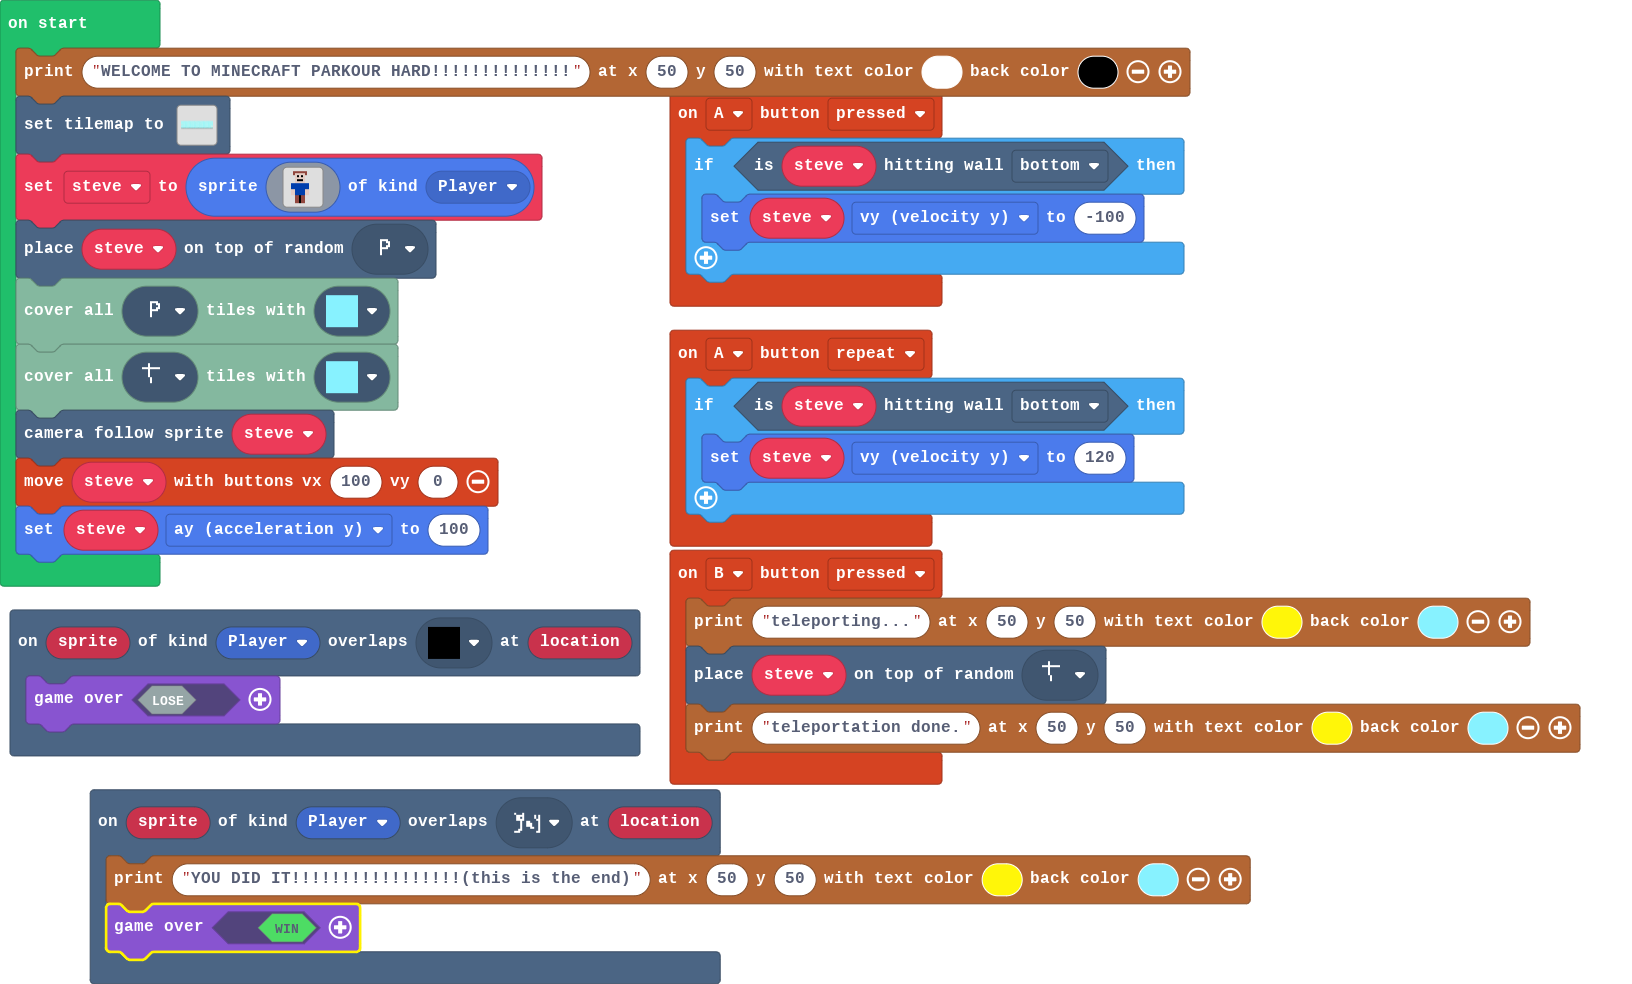 on start
print "WELCOME TO MINECRAFT PARKOUR HARD!!!!!!!!!!!!!!" at x 50 y 50 with text color back color
set tilemap to
set steve to sprite of kind Player
place steve on top of random P
cover all P tiles with
cover all T tiles with
camera follow sprite steve
move steve with buttons vx 100 vy 0
set steve ay (acceleration y) to 100
on A button pressed
if is steve hitting wall bottom then
set steve vy (velocity y) to -100
on A button repeat
if is steve hitting wall bottom then
set steve vy (velocity y) to 120
on B button pressed
print "teleporting..." at x 50 y 50 with text color back color
place steve on top of random T
print "teleportation done." at x 50 y 50 with text color back color
on sprite of kind Player overlaps at location
game over LOSE
on sprite of kind Player overlaps at location
print "YOU DID IT!!!!!!!!!!!!!!!!!(this is the end)" at x 50 y 50 with text color back color
game over WIN